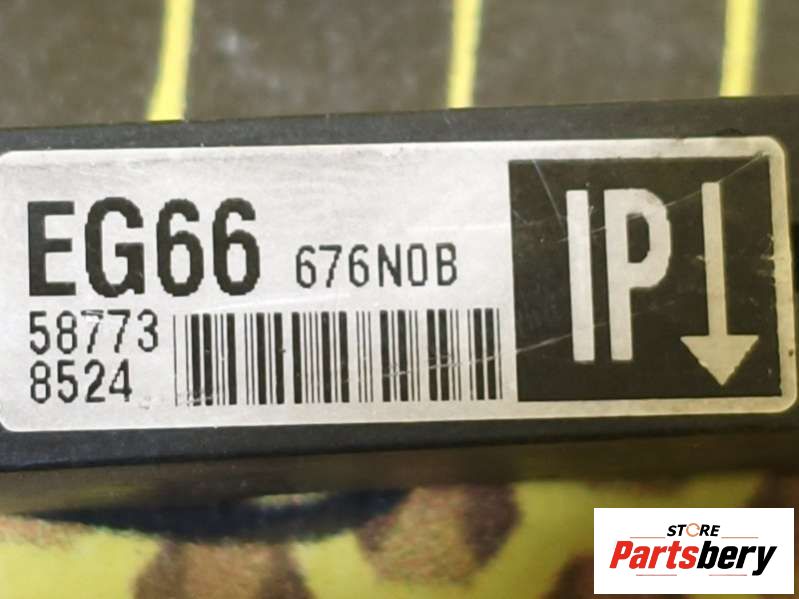 EG66 676N0B
58773
8524
IP
STORE
Partsbery